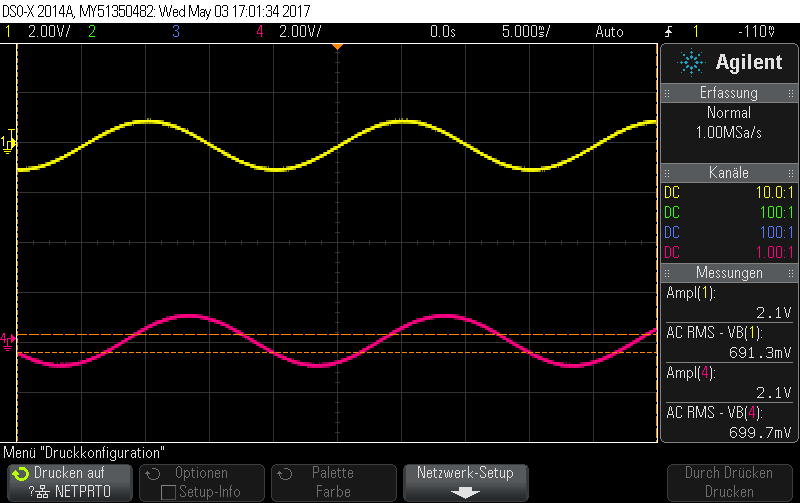 DSO-X 2014A, MY51350482: Wed May 03 17:01:34 2017
1 2.00V/ 2 3 4 2.00V/ 0.0s 5.000ms/ Auto 1 -110mV
Agilent
Erfassung
Normal
1.00MSa/s
Kanäle
DC 10.0:1
DC 100:1
DC 100:1
DC 1.00:1
Messungen
Ampl(1):
2.1V
AC RMS - VB(1):
691.3mV
Ampl(4):
2.1V
AC RMS - VB(4):
699.7mV
1
T
4
Menü "Druckkonfiguration"
Drucken auf
? NETPRT0
Optionen
Setup-Info
Palette
Farbe
Netzwerk-Setup
Durch Drücken
Drucken